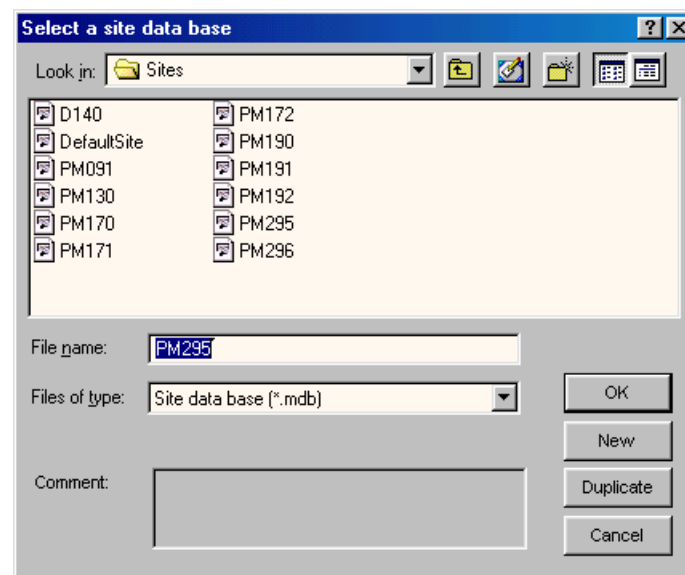 Select a site data base
Look in: Sites
D140 PM172
DefaultSite PM190
PM091 PM191
PM130 PM192
PM170 PM295
PM171 PM296
File name: PM295
Files of type: Site data base (*.mdb)
OK
New
Comment:
Duplicate
Cancel